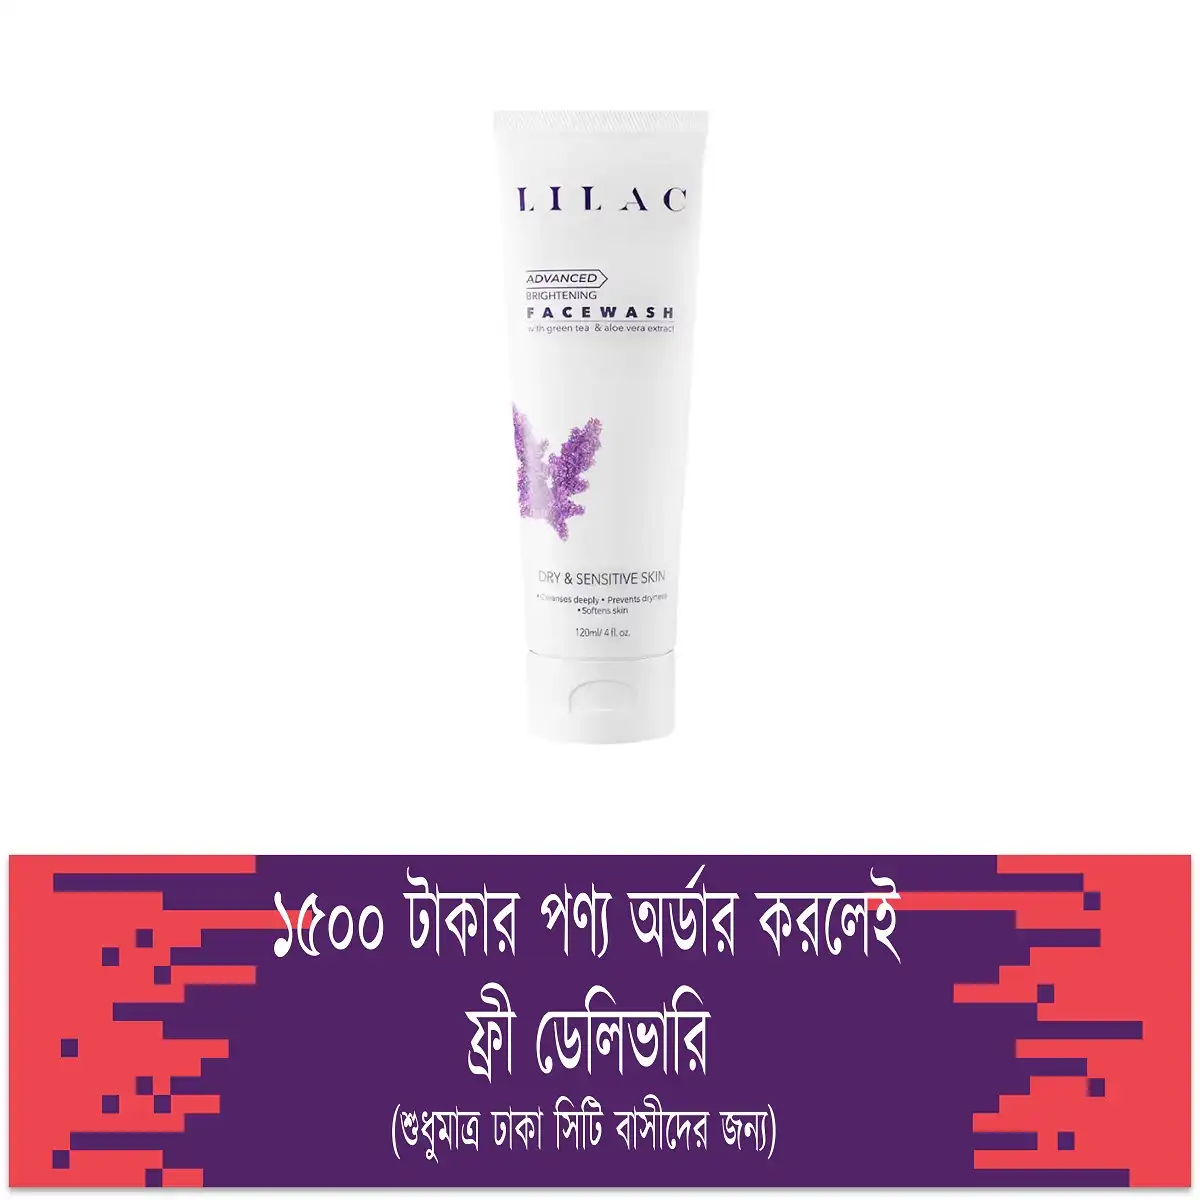 LILAC
ADVANCED
BRIGHTENING
FACEWASH
with green tea & aloe vera extract
DRY & SENSITIVE SKIN
•Cleanses deeply • Prevents dryness
•Softens skin
120ml/ 4 fl. oz.
১৫০০ টাকার পণ্য অর্ডার করলেই
ফ্রী ডেলিভারি
(শুধুমাত্র ঢাকা সিটি বাসীদের জন্য)